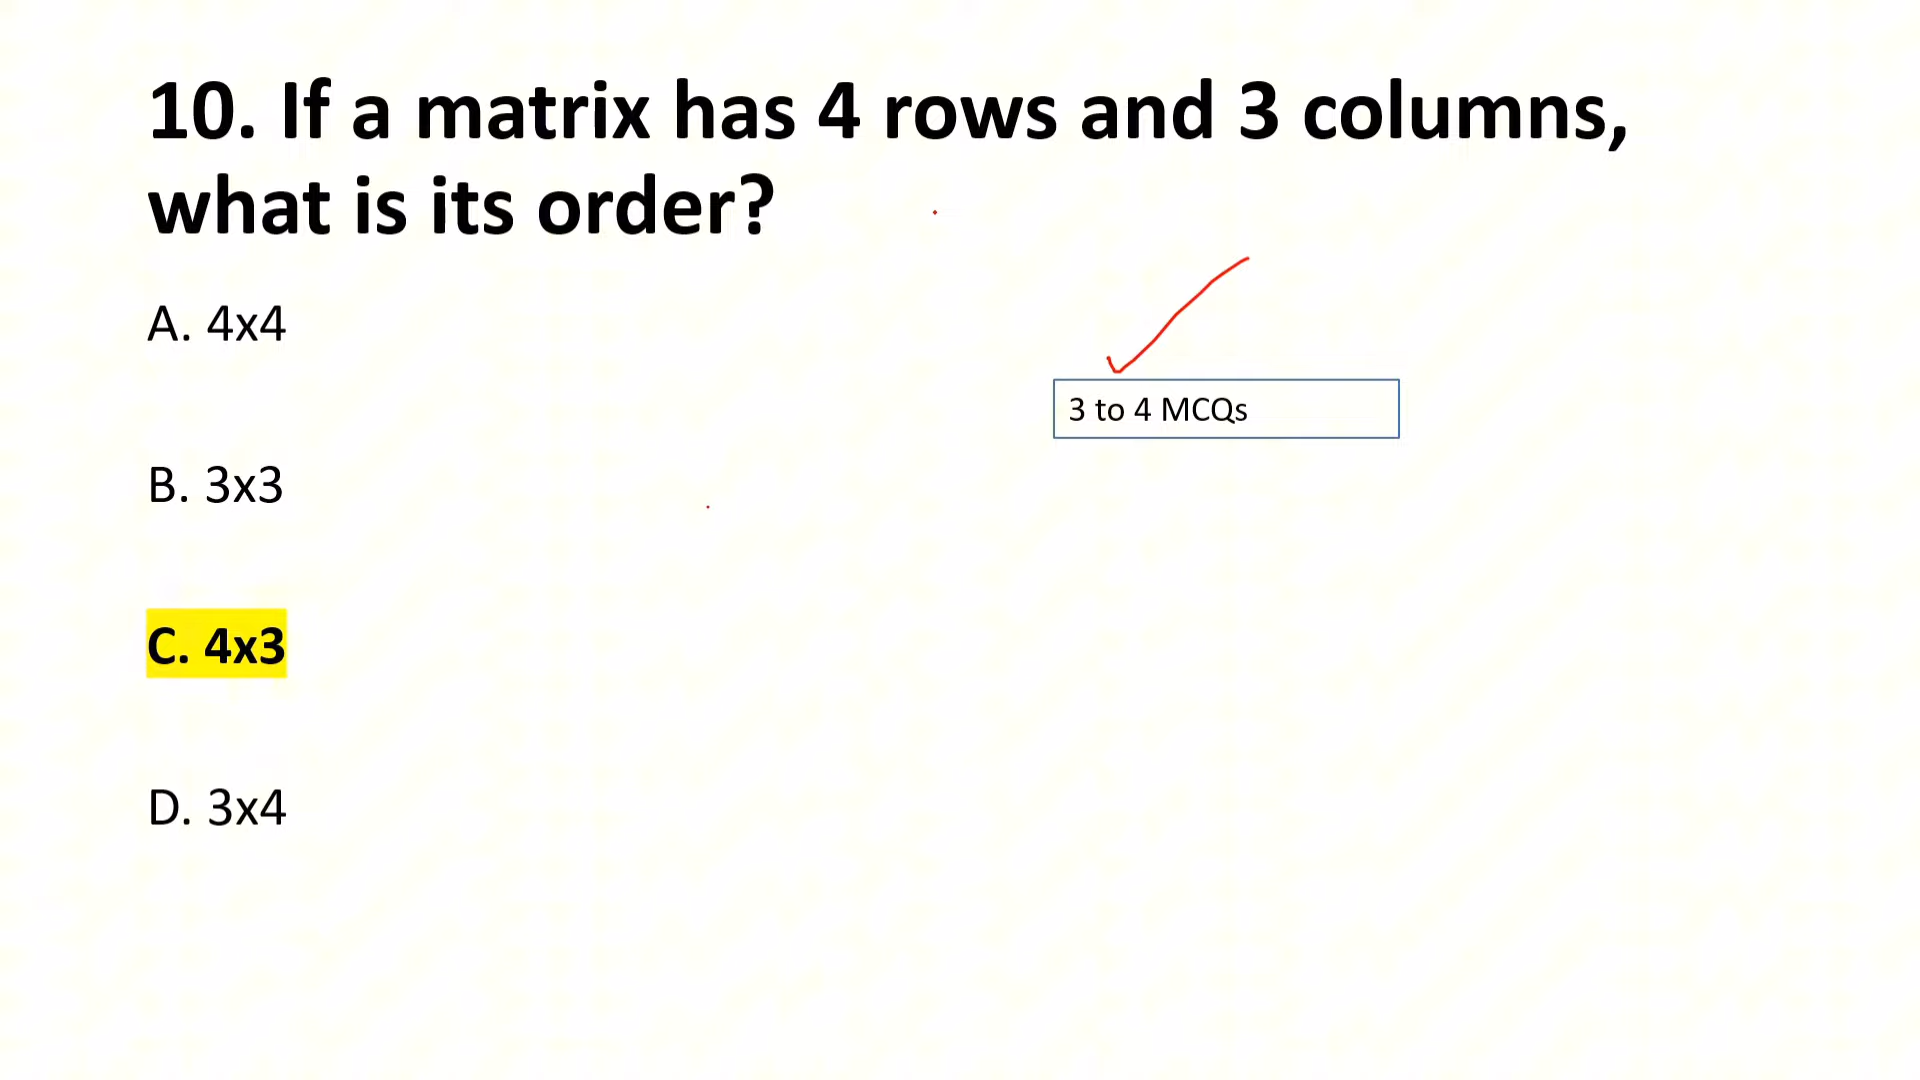 10. If a matrix has 4 rows and 3 columns,
what is its order?
A. 4x4
3 to 4 MCQs
B. 3x3
C. 4x3
D. 3x4